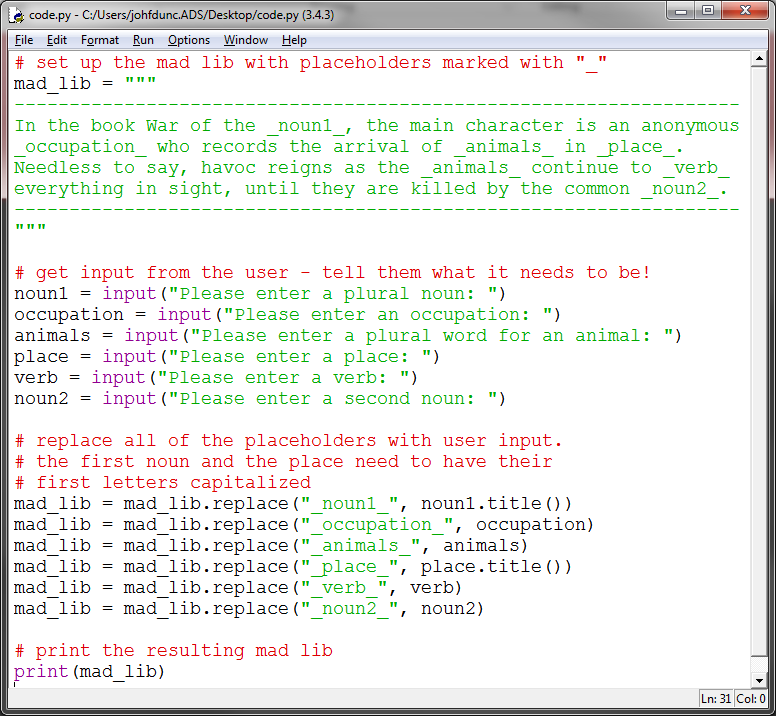 code.py - C:/Users/johfdunc.ADS/Desktop/code.py (3.4.3)
File Edit Format Run Options Window Help
# set up the mad lib with placeholders marked with "_"
mad_lib = """
------------------------------------------------------------------
In the book War of the _noun1_, the main character is an anonymous
_occupation_ who records the arrival of _animals_ in _place_.
Needless to say, havoc reigns as the _animals_ continue to _verb_
everything in sight, until they are killed by the common _noun2_.
------------------------------------------------------------------
"""
# get input from the user - tell them what it needs to be!
noun1 = input("Please enter a plural noun: ")
occupation = input("Please enter an occupation: ")
animals = input("Please enter a plural word for an animal: ")
place = input("Please enter a place: ")
verb = input("Please enter a verb: ")
noun2 = input("Please enter a second noun: ")
# replace all of the placeholders with user input.
# the first noun and the place need to have their
# first letters capitalized
mad_lib = mad_lib.replace("_noun1_", noun1.title())
mad_lib = mad_lib.replace("_occupation_", occupation)
mad_lib = mad_lib.replace("_animals_", animals)
mad_lib = mad_lib.replace("_place_", place.title())
mad_lib = mad_lib.replace("_verb_", verb)
mad_lib = mad_lib.replace("_noun2_", noun2)
# print the resulting mad lib
print(mad_lib)
Ln: 31 Col: 0